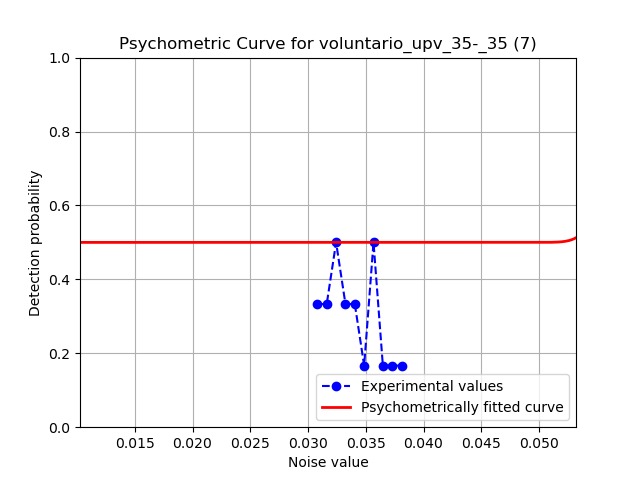 Psychometric Curve for voluntario_upv_35-_35 (7)
1.0
0.8
0.6
0.4
0.2
0.0
Detection probability
0.015 0.020 0.025 0.030 0.035 0.040 0.045 0.050
Noise value
Experimental values
Psychometrically fitted curve